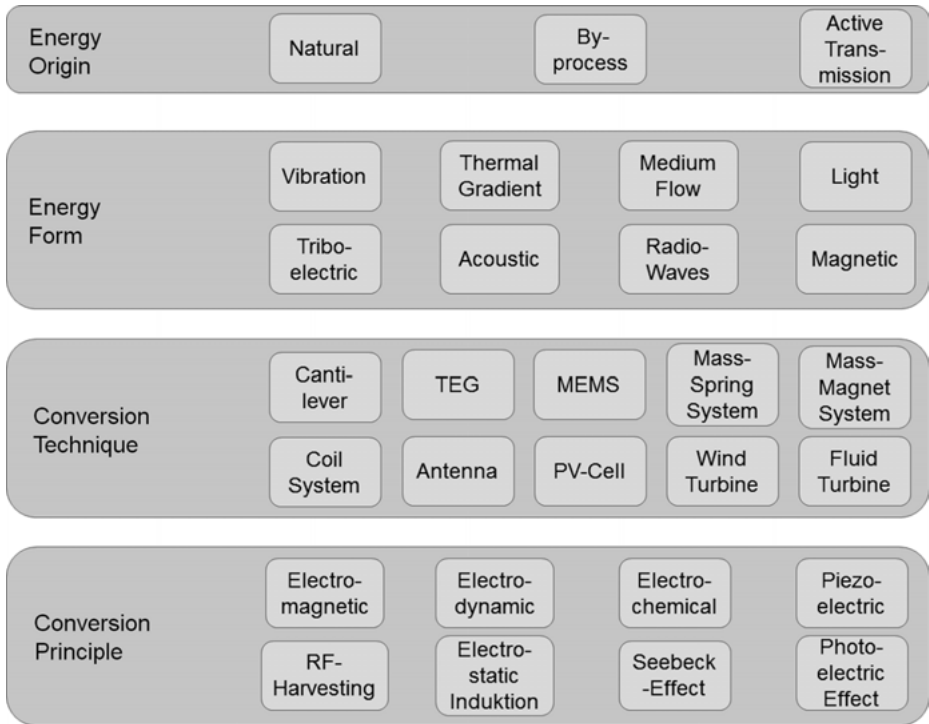 Energy
Origin
Natural
By-
process
Active
Trans-
mission
Energy
Form
Vibration
Thermal
Gradient
Medium
Flow
Light
Tribo-
electric
Acoustic
Radio-
Waves
Magnetic
Conversion
Technique
Canti-
lever
TEG
MEMS
Mass-
Spring
System
Mass-
Magnet
System
Coil
System
Antenna
PV-Cell
Wind
Turbine
Fluid
Turbine
Conversion
Principle
Electro-
magnetic
Electro-
dynamic
Electro-
chemical
Piezo-
electric
RF-
Harvesting
Electro-
static
Induktion
Seebeck
-Effect
Photo-
electric
Effect